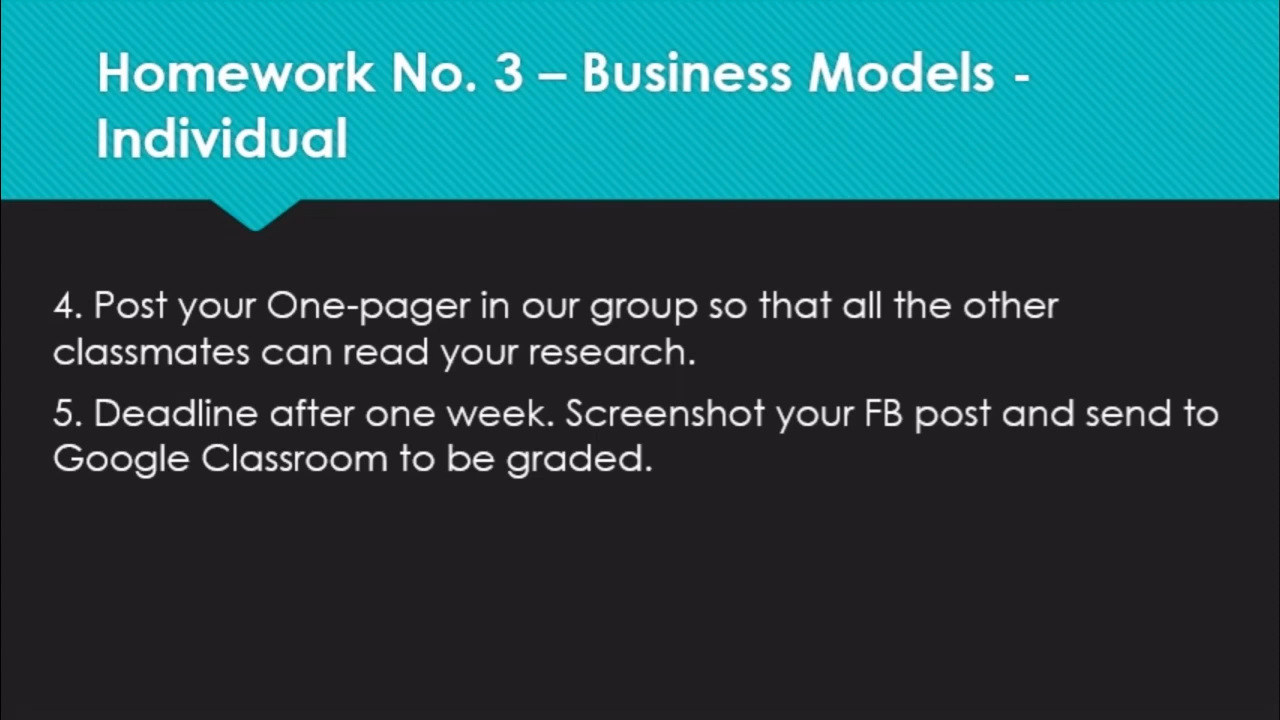 Homework No. 3 – Business Models -
Individual
4. Post your One-pager in our group so that all the other
classmates can read your research.
5. Deadline after one week. Screenshot your FB post and send to
Google Classroom to be graded.